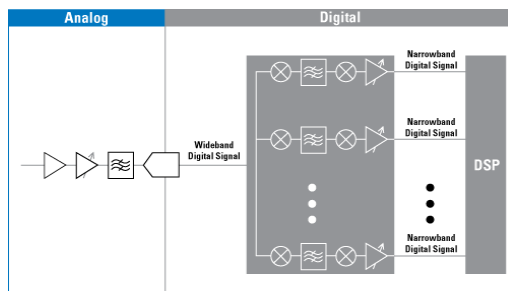 Analog
Digital
Narrowband
Digital Signal
Wideband
Digital Signal
Narrowband
Digital Signal
DSP
Narrowband
Digital Signal